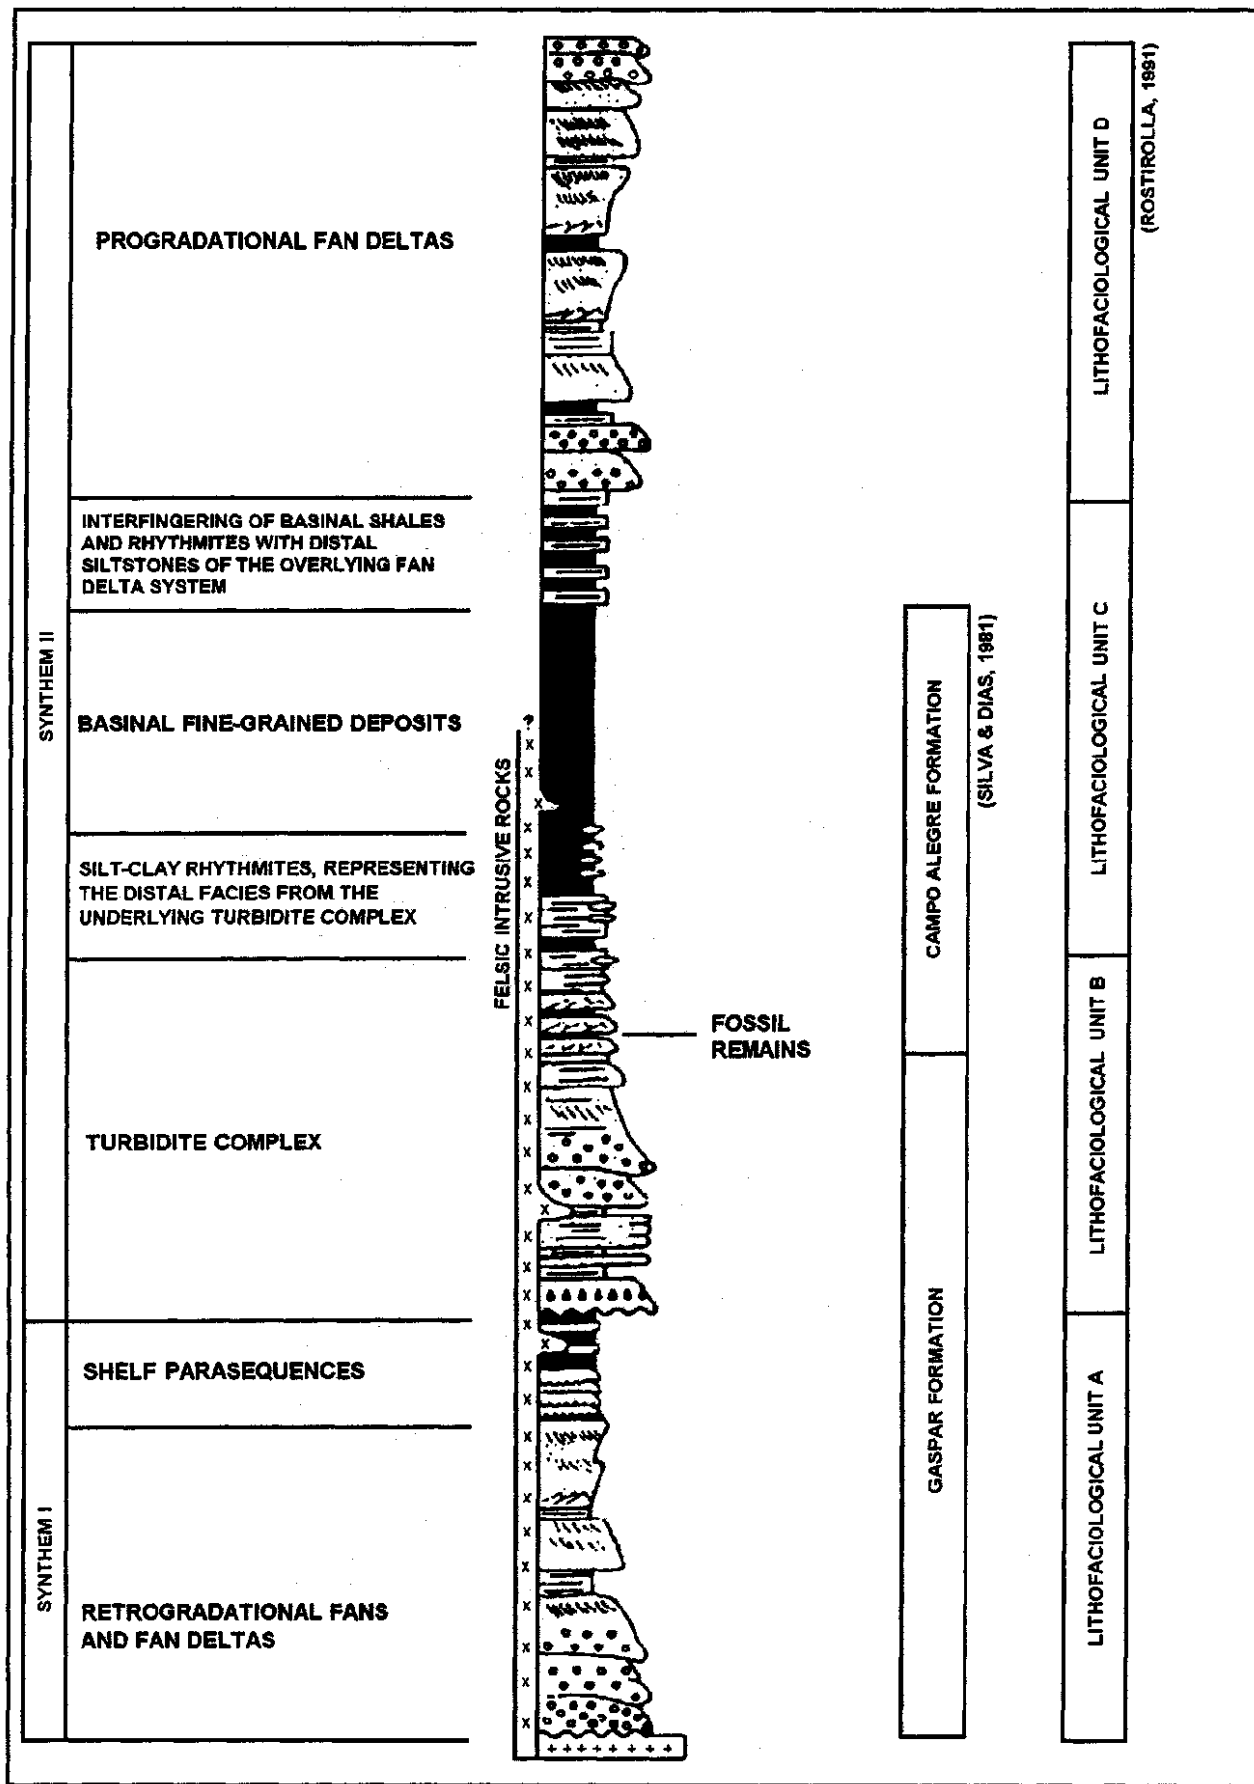 SYNTHEM II
PROGRADATIONAL FAN DELTAS
INTERFINGERING OF BASINAL SHALES
AND RHYTHMITES WITH DISTAL
SILTSTONES OF THE OVERLYING FAN
DELTA SYSTEM
BASINAL FINE-GRAINED DEPOSITS
SILT-CLAY RHYTHMITES, REPRESENTING
THE DISTAL FACIES FROM THE
UNDERLYING TURBIDITE COMPLEX
TURBIDITE COMPLEX
SYNTHEM I
SHELF PARASEQUENCES
RETROGRADATIONAL FANS
AND FAN DELTAS
?
FELSIC INTRUSIVE ROCKS
FOSSIL
REMAINS
CAMPO ALEGRE FORMATION
(SILVA & DIAS, 1981)
GASPAR FORMATION
LITHOFACIOLOGICAL UNIT D
(ROSTIROLLA, 1991)
LITHOFACIOLOGICAL UNIT C
LITHOFACIOLOGICAL UNIT B
LITHOFACIOLOGICAL UNIT A